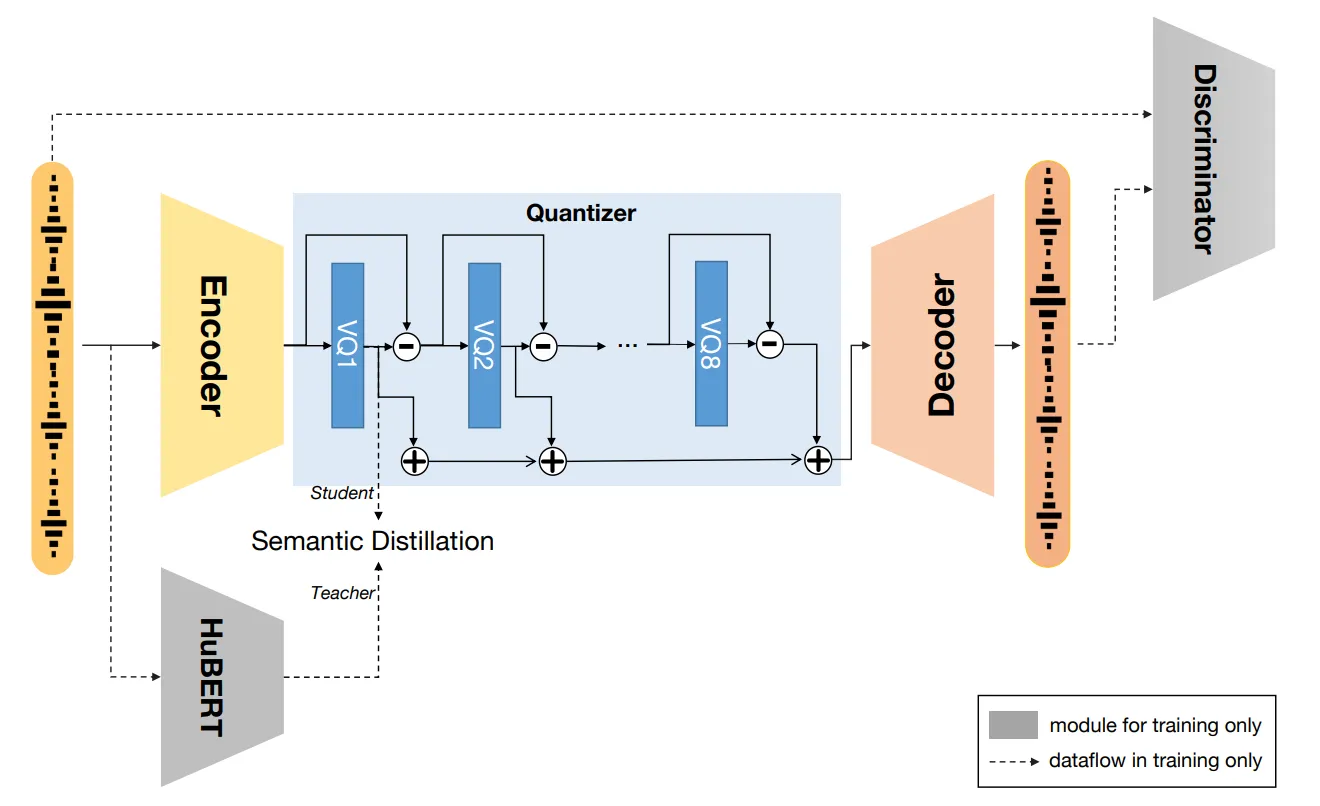 Discriminator
Quantizer
Encoder
VQ1
VQ2
...
VQ8
Decoder
Student
Semantic Distillation
Teacher
HuBERT
module for training only
dataflow in training only